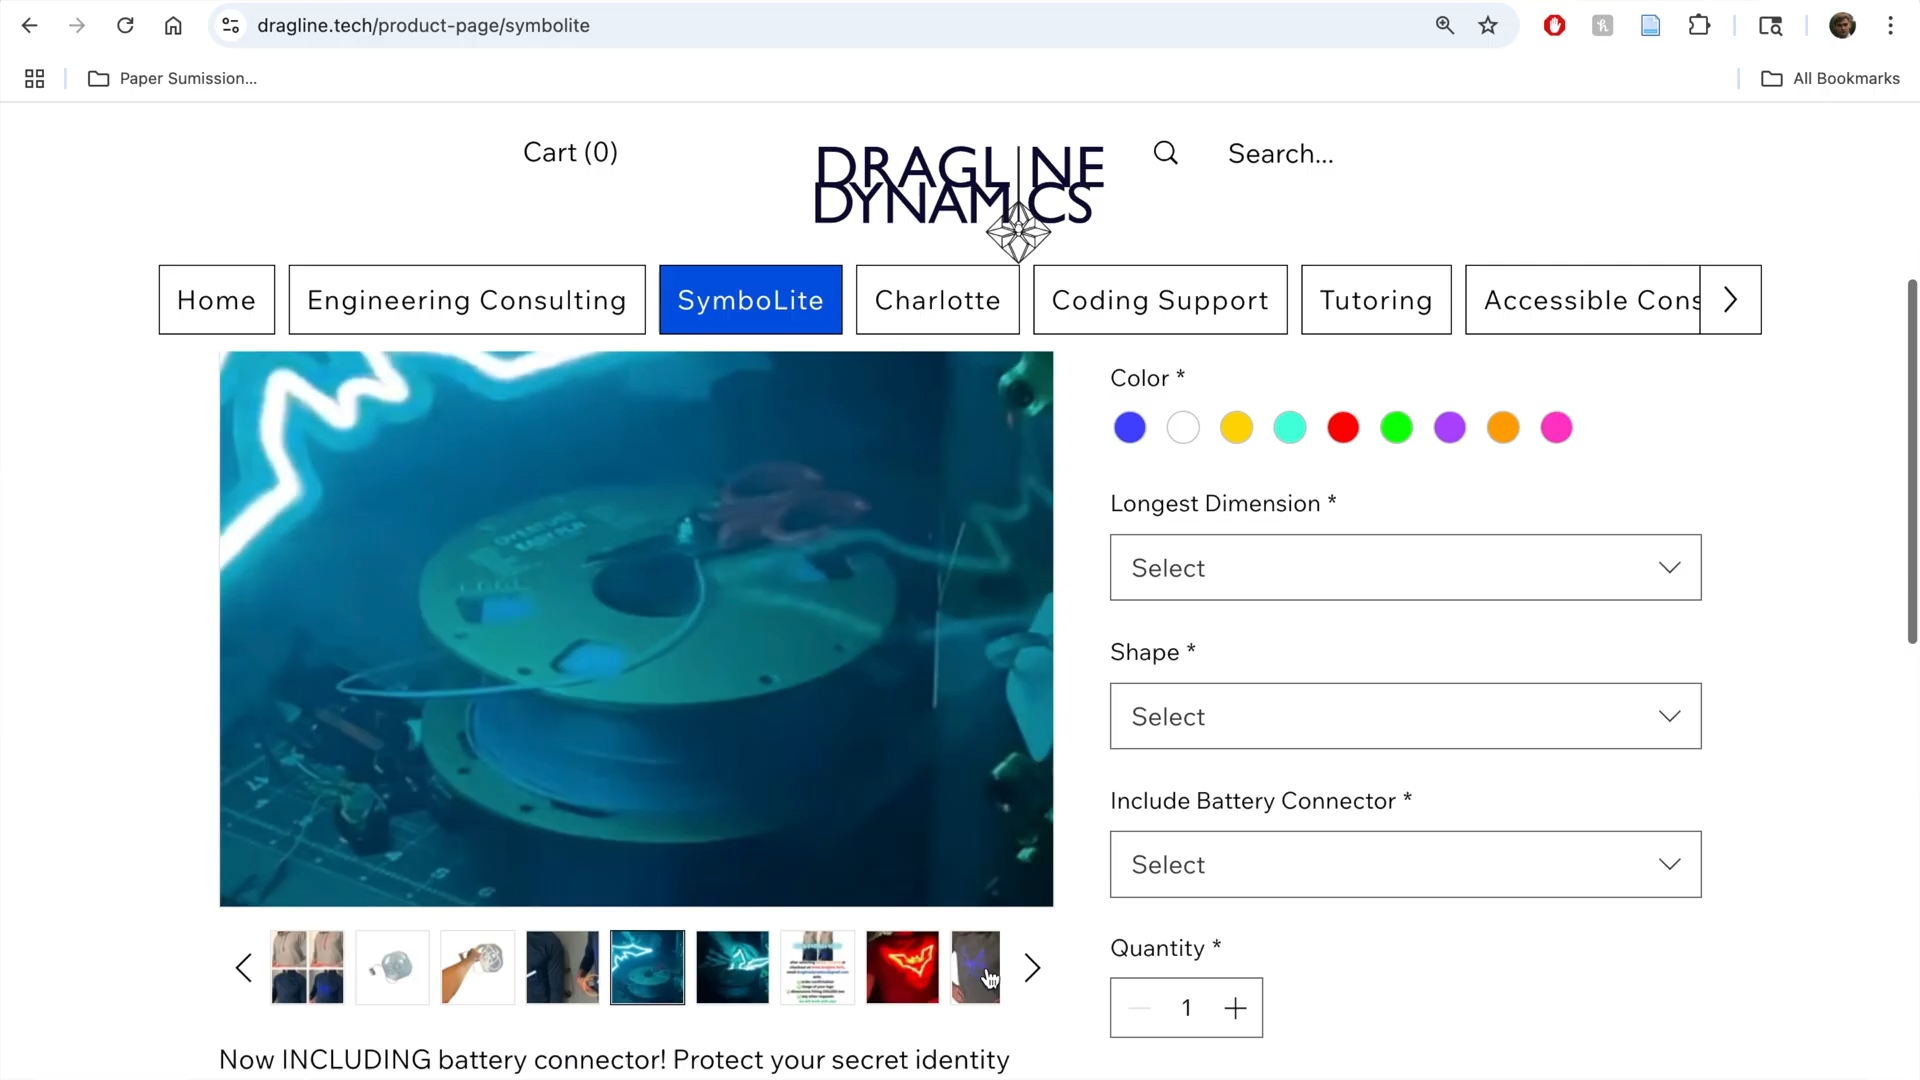 dragline.tech/product-page/symbolite
Paper Sumission...
All Bookmarks
Cart (0)
DRAGLINE
DYNAMICS
Search...
Home
Engineering Consulting
SymboLite
Charlotte
Coding Support
Tutoring
Accessible Cons
Color *
Longest Dimension *
Select
Shape *
Select
Include Battery Connector *
Select
Quantity *
1
Now INCLUDING battery connector! Protect your secret identity